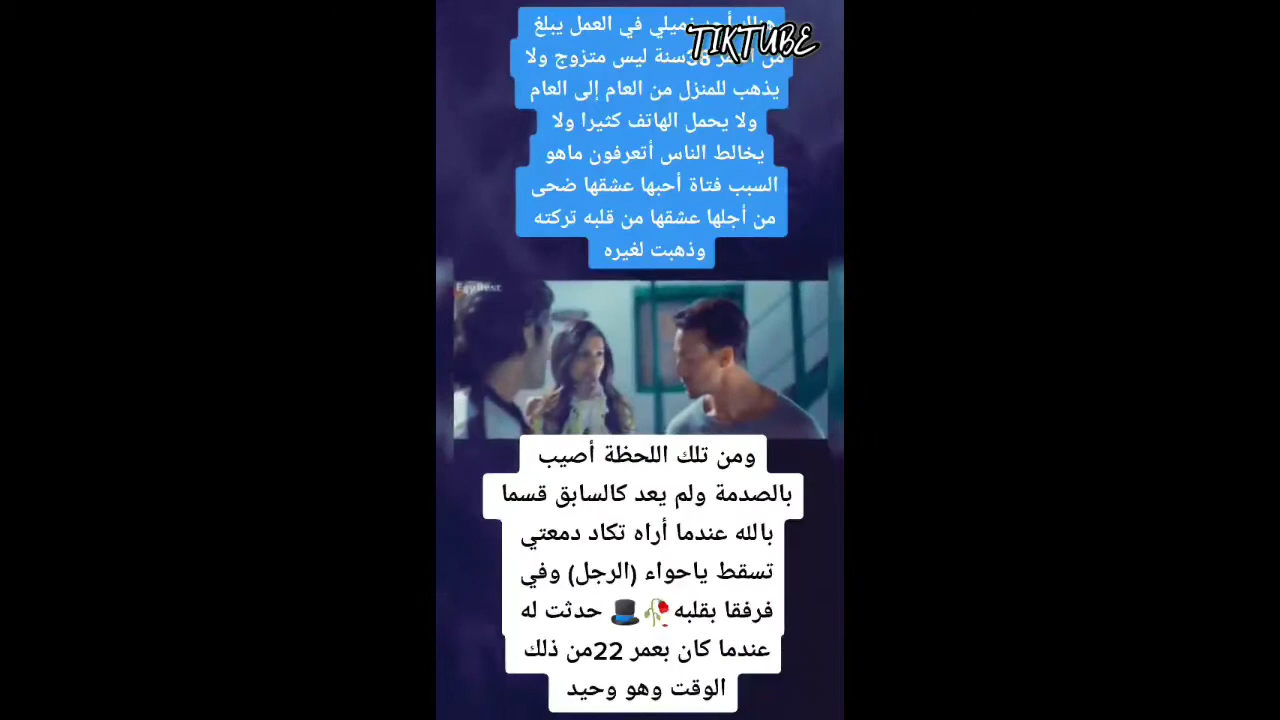 TIKTUBE
هناك أحد زميلي في العمل يبلغ
من العمر 38سنة ليس متزوج ولا
يذهب للمنزل من العام إلى العام
ولا يحمل الهاتف كثيرا ولا
يخالط الناس أتعرفون ماهو
السبب فتاة أحبها عشقها ضحى
من أجلها عشقها من قلبه تركته
وذهبت لغيره
EgyBest
ومن تلك اللحظة أصيب
بالصدمة ولم يعد كالسابق قسما
بالله عندما أراه تكاد دمعتي
تسقط ياحواء (الرجل) وفي
فرفقا بقلبه🥀🎩 حدثت له
عندما كان بعمر 22من ذلك
الوقت وهو وحيد